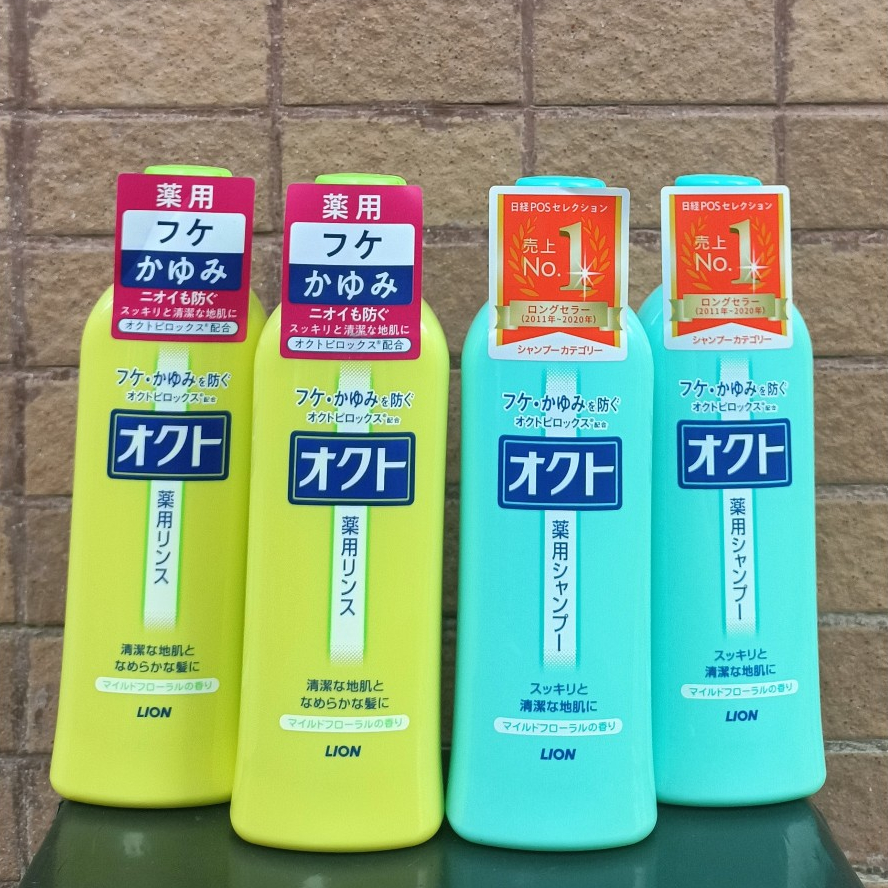 薬用
フケ
かゆみ
ニオイも防ぐ
スッキリと清潔な地肌に
オクトピロックス®配合
フケ・かゆみを防ぐ
オクトピロックス®配合
オクト
薬用リンス
清潔な地肌と
なめらかな髪に
マイルドフローラルの香り
LION
薬用
フケ
かゆみ
ニオイも防ぐ
スッキリと清潔な地肌に
オクトピロックス®配合
フケ・かゆみを防ぐ
オクトピロックス®配合
オクト
薬用リンス
清潔な地肌と
なめらかな髪に
マイルドフローラルの香り
LION
日経POSセレクション
売上
No.1
ロングセラー
(2011年~2020年)
シャンプーカテゴリー
フケ・かゆみを防ぐ
オクトピロックス®配合
オクト
薬用シャンプー
スッキリと
清潔な地肌に
マイルドフローラルの香り
LION
日経POSセレクション
売上
No.1
ロングセラー
(2011年~2020年)
シャンプーカテゴリー
フケ・かゆみを防ぐ
オクトピロックス®配合
オクト
薬用シャンプー
スッキリと
清潔な地肌に
マイルドフローラルの香り
LION